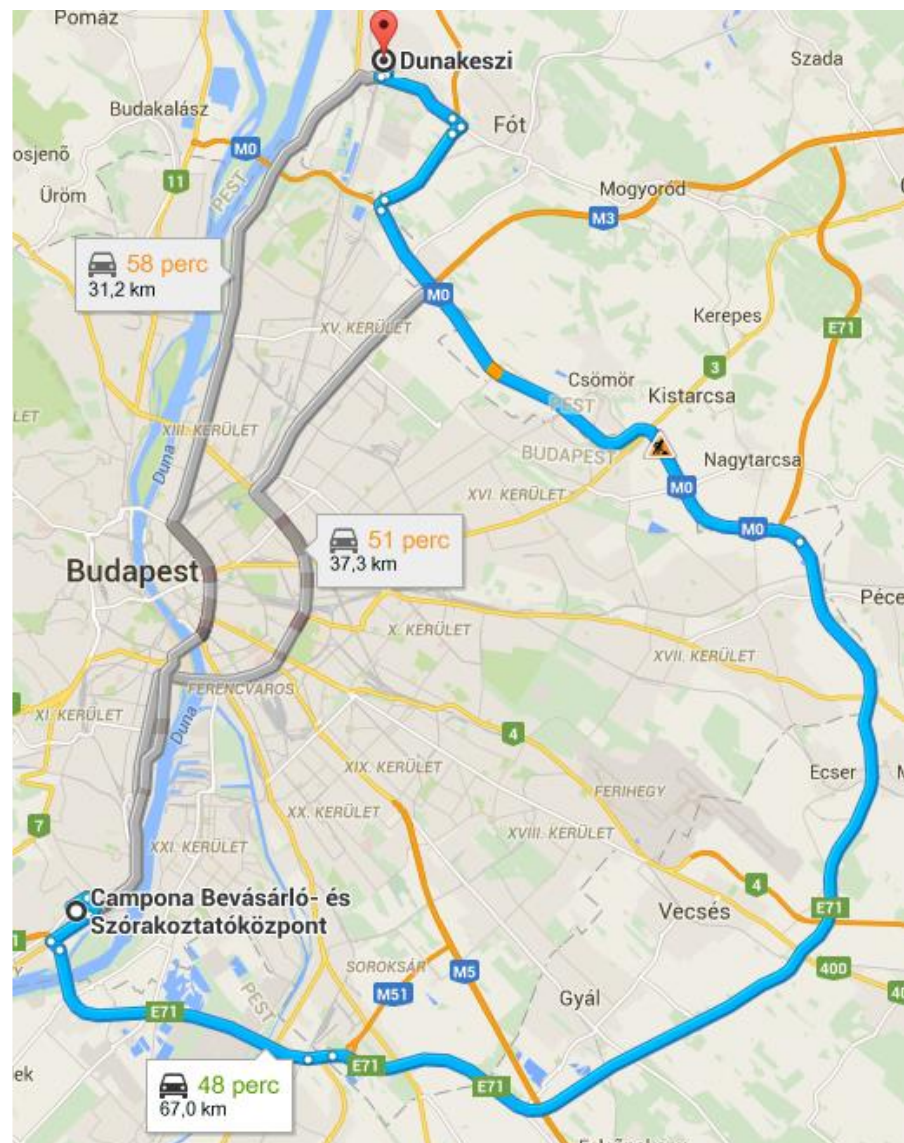 Pomáz
Szada
Dunakeszi
Budakalász
Fót
M0
11
PEST
Üröm
Mogyoród
M3
58 perc
31,2 km
M0
XV. KERÜLET
Kerepes
E71
3
Csömör
PEST
Kistarcsa
XIII. KERÜLET
BUDAPEST
Nagytarcsa
Duna
M0
XVI. KERÜLET
M0
51 perc
37,3 km
Budapest
X. KERÜLET
XVII. KERÜLET
FERENCVÁROS
XI. KERÜLET
Duna
4
XIX. KERÜLET
Ecser
FERIHEGY
XX. KERÜLET
7
XVIII. KERÜLET
XXI. KERÜLET
4
Campona Bevásárló- és
Szórakoztatóközpont
Vecsés
E71
SOROKSÁR
M5
400
PEST
M51
Gyál
E71
E71
E71
48 perc
67,0 km